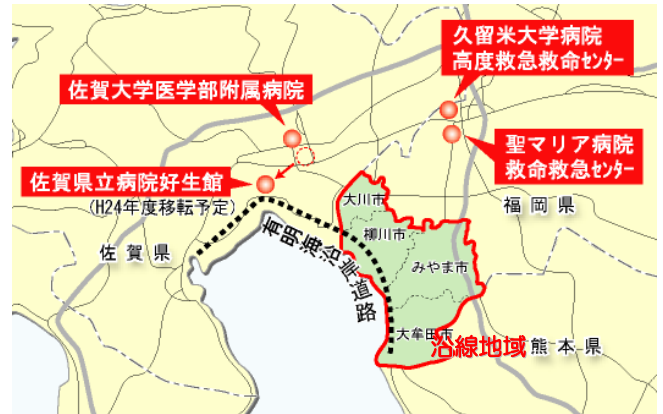 久留米大学病院
高度救急救命センター
佐賀大学医学部附属病院
聖マリア病院
救命救急センター
佐賀県立病院好生館
(H24年度移転予定)
大川市
福岡県
柳川市
佐賀県
有明海沿岸道路
みやま市
大牟田市
沿線地域
熊本県